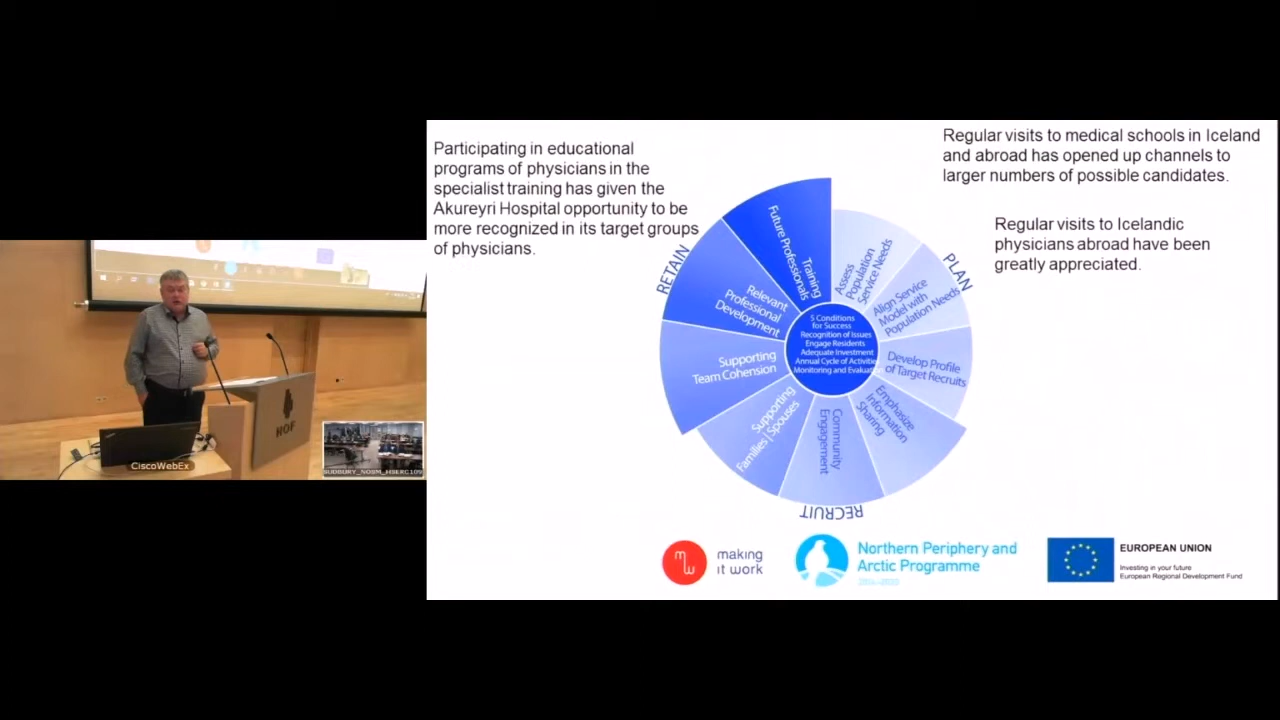 Participating in educational
programs of physicians in the
specialist training has given the
Akureyri Hospital opportunity to be
more recognized in its target groups
of physicians.
Regular visits to medical schools in Iceland
and abroad has opened up channels to
larger numbers of possible candidates.
Regular visits to Icelandic
physicians abroad have been
greatly appreciated.
PLAN
Assess
Population
Service Needs
Align Service
Model with
Population Needs
Develop Profile
of Target Recruits
RECRUIT
Emphasize
Information
Sharing
Community
Engagement
Supporting
Families | Spouses
RETAIN
Supporting
Team Cohension
Relevant
Professional
Development
Training
Future Professionals
5 Conditions
for Success
Recognition of Issues
Engage Residents
Adequate Investment
Annual Cycle of Activities
Monitoring and Evaluation
HOF
CiscoWebEx
SUDBURY_NOSM_HSERC109
making
it work
Northern Periphery and
Arctic Programme
2014–2020
EUROPEAN UNION
Investing in your future
European Regional Development Fund